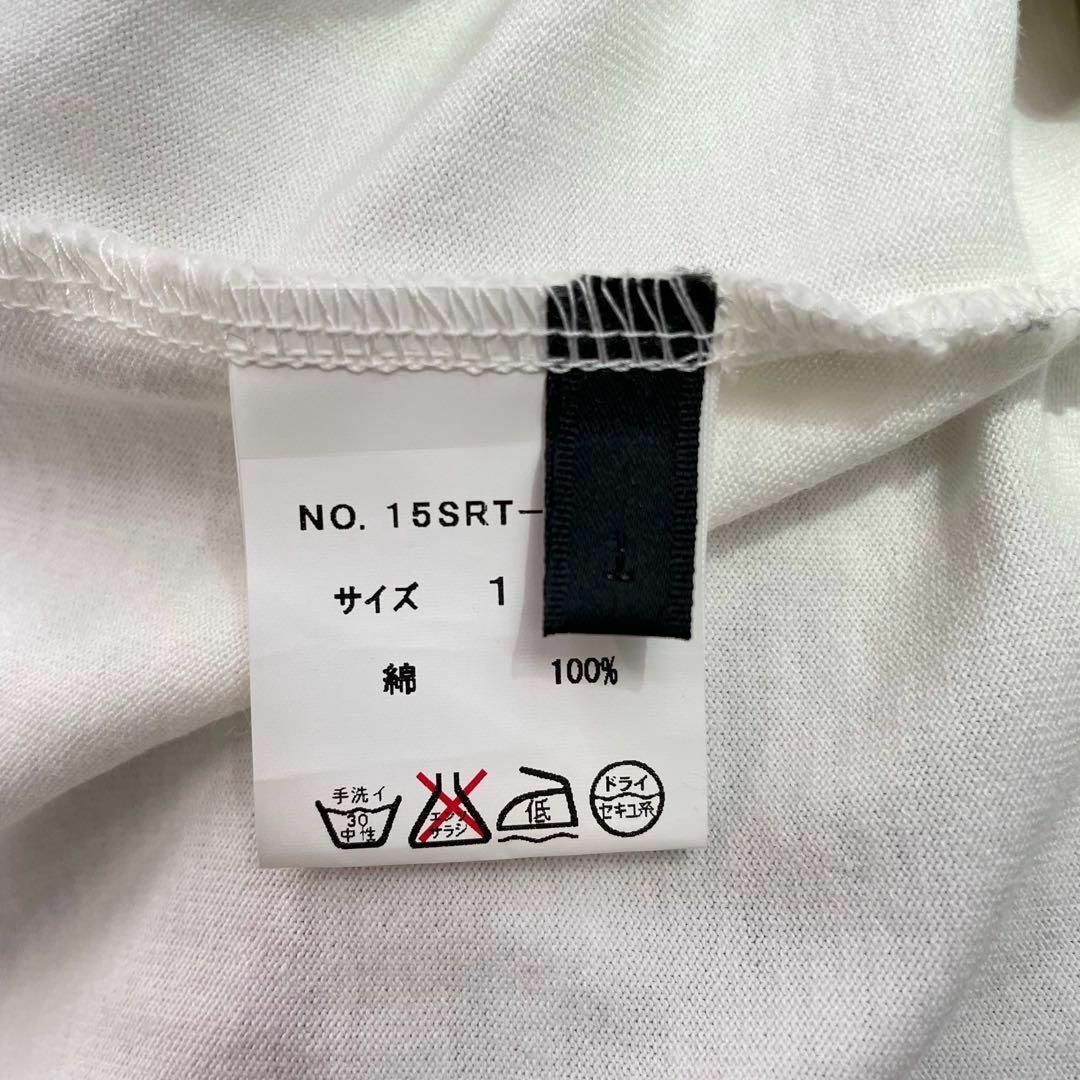 NO. 15SRT-
1
サイズ 1
綿 100%
手洗イ
30
中性
エンソ
サラシ
低
ドライ
セキユ系